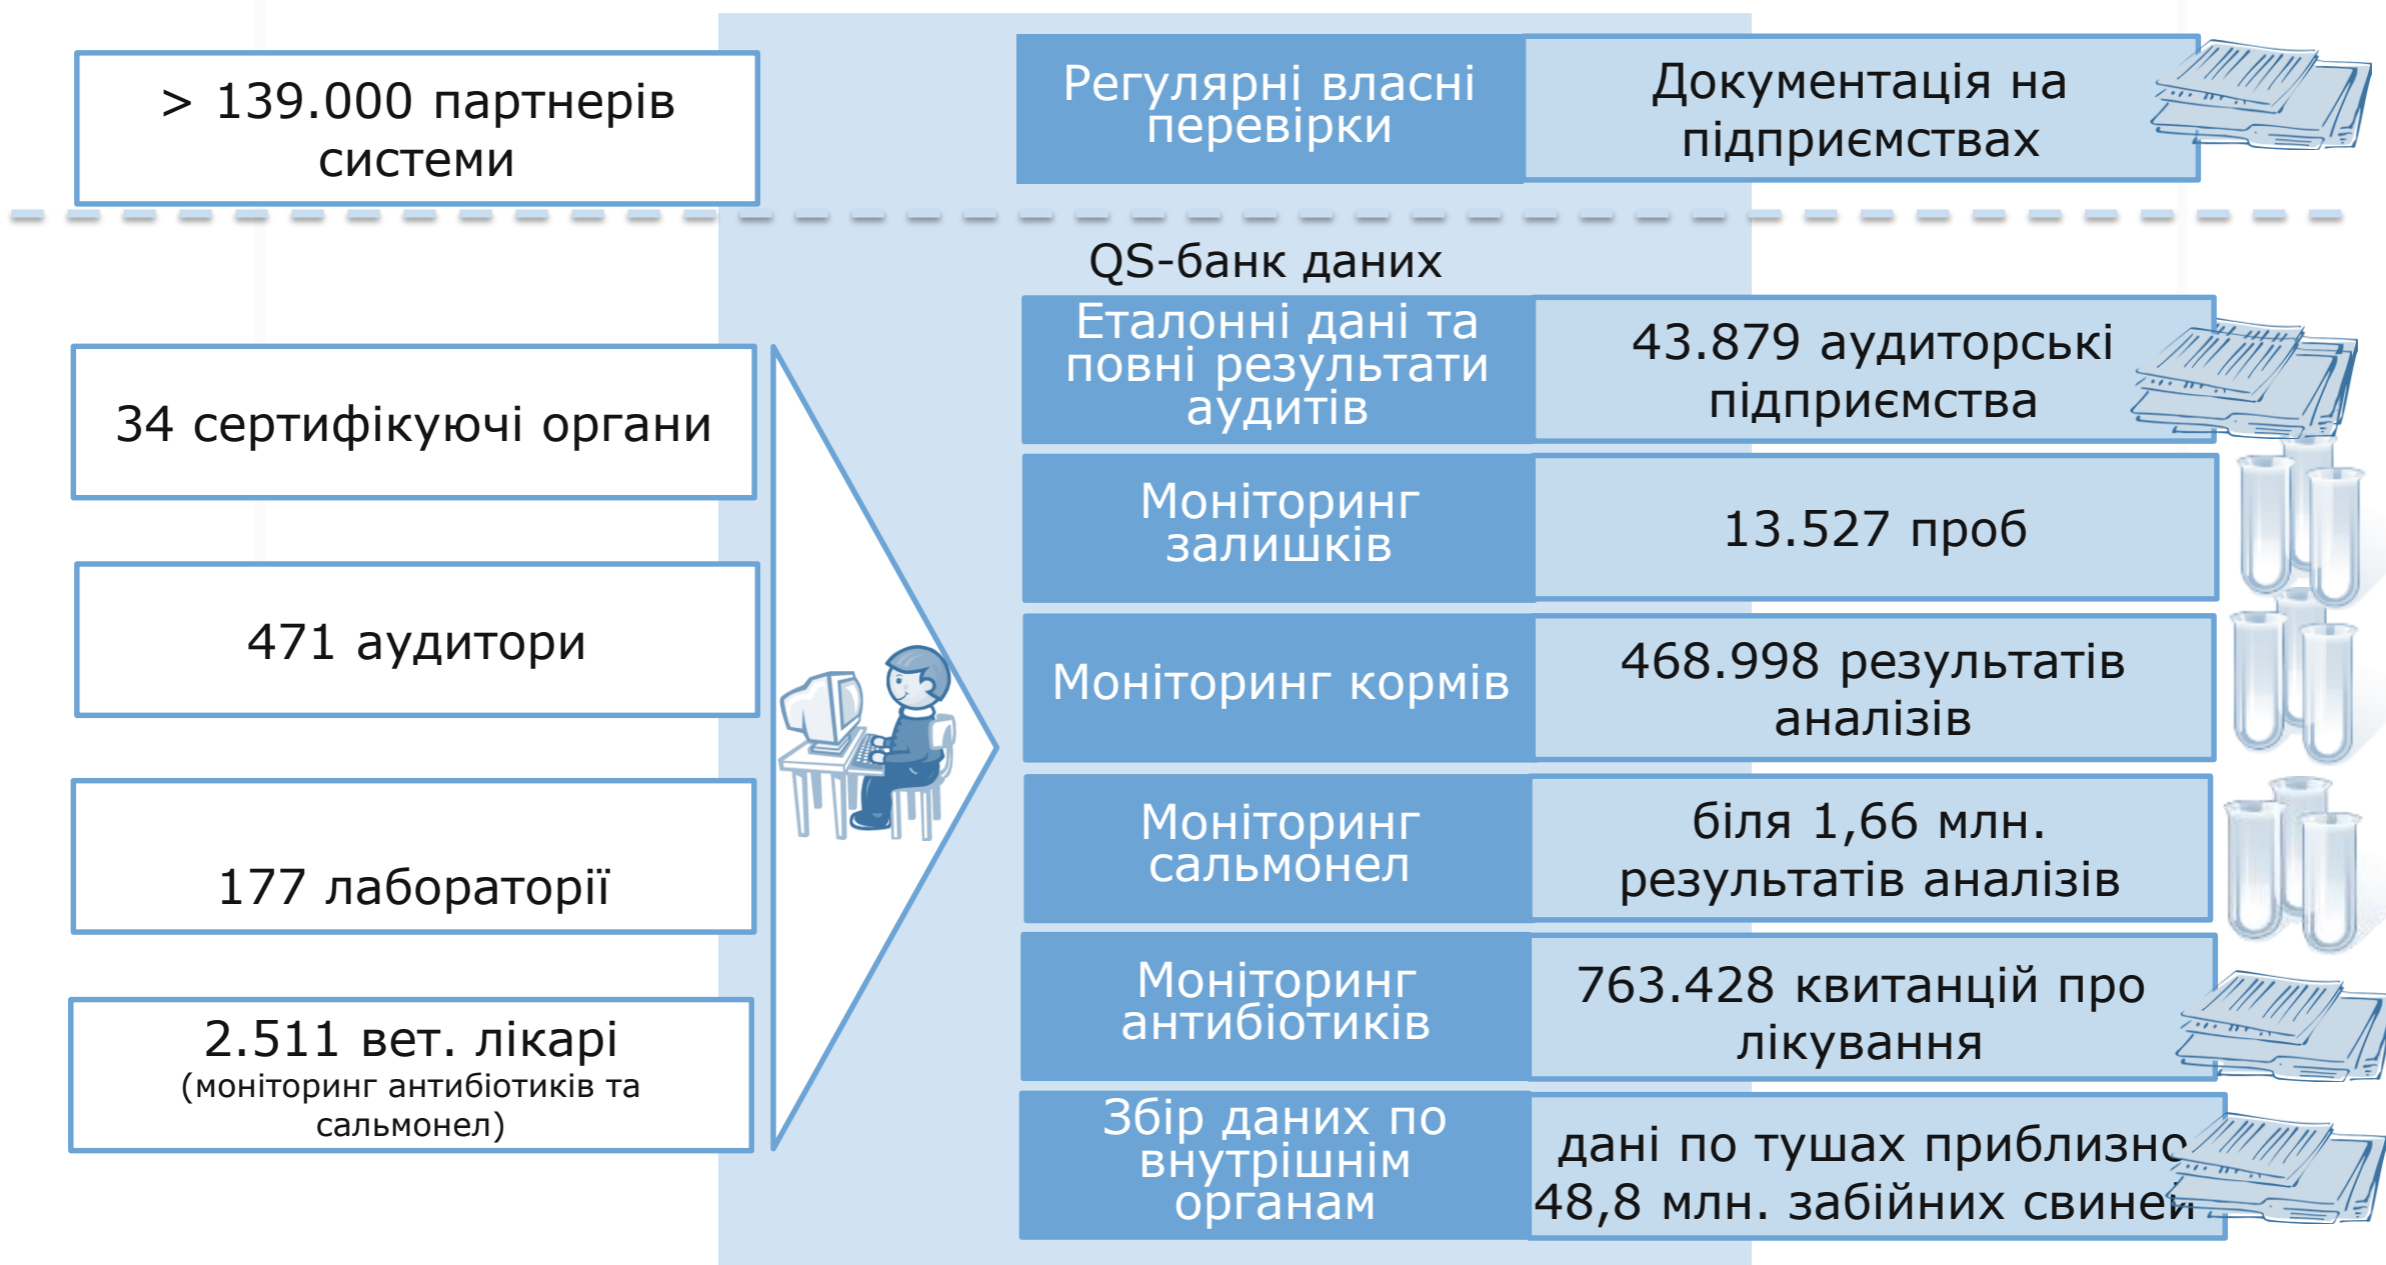 > 139.000 партнерів
системи
Регулярні власні
перевірки
Документація на
підприємствах
QS-банк даних
34 сертифікуючі органи
471 аудитори
177 лабораторії
2.511 вет. лікарі
(моніторинг антибіотиків та
сальмонел)
Еталонні дані та
повні результати
аудитів
43.879 аудиторські
підприємства
Моніторинг
залишків
13.527 проб
Моніторинг кормів
468.998 результатів
аналізів
Моніторинг
сальмонел
біля 1,66 млн.
результатів аналізів
Моніторинг
антибіотиків
763.428 квитанцій про
лікування
Збір даних по
внутрішнім
органам
дані по тушах приблизно
48,8 млн. забійних свиней